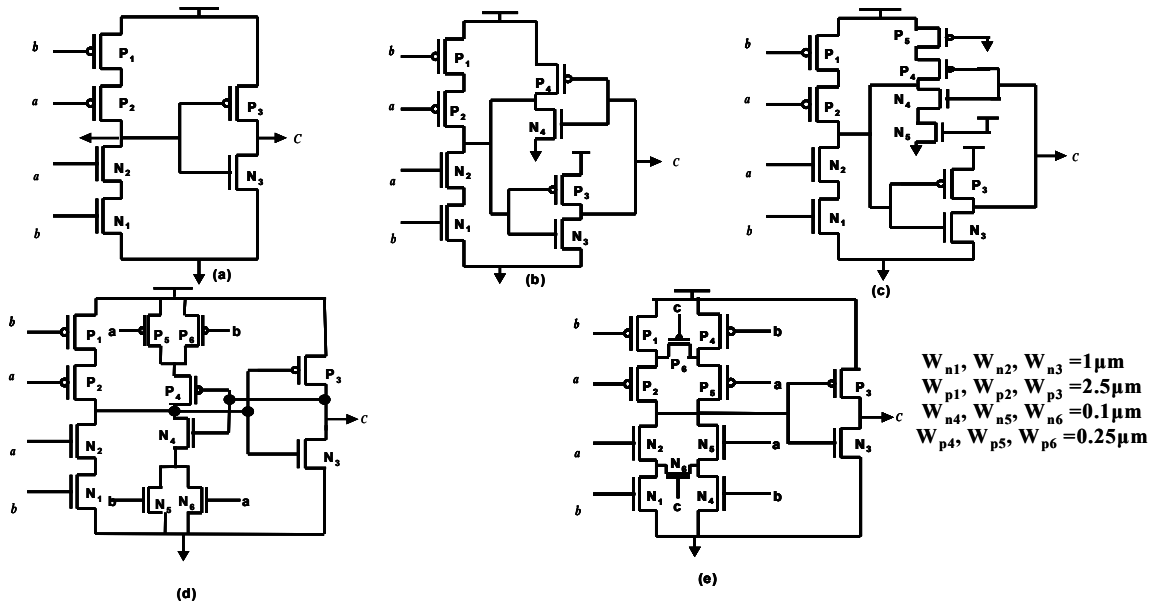 b
P1
a
P2
N2
a
N1
b
P3
C
N3
(a)
b
P1
a
P2
P4
N4
N2
a
N1
b
P3
N3
c
(b)
b
P1
a
P2
P5
P4
N4
N5
N2
a
N1
b
P3
N3
c
(c)
b
P1
a
P5
P6
b
a
P2
P4
P3
c
N4
N2
a
N3
N1
b
b
N5
N6
a
(d)
b
P1
c
P4
b
P6
a
P2
P5
a
P3
c
N2
N5
a
a
N6
N3
N1
c
N4
b
b
(e)
Wn1, Wn2, Wn3 =1µm
Wp1, Wp2, Wp3 =2.5µm
Wn4, Wn5, Wn6 =0.1µm
Wp4, Wp5, Wp6 =0.25µm